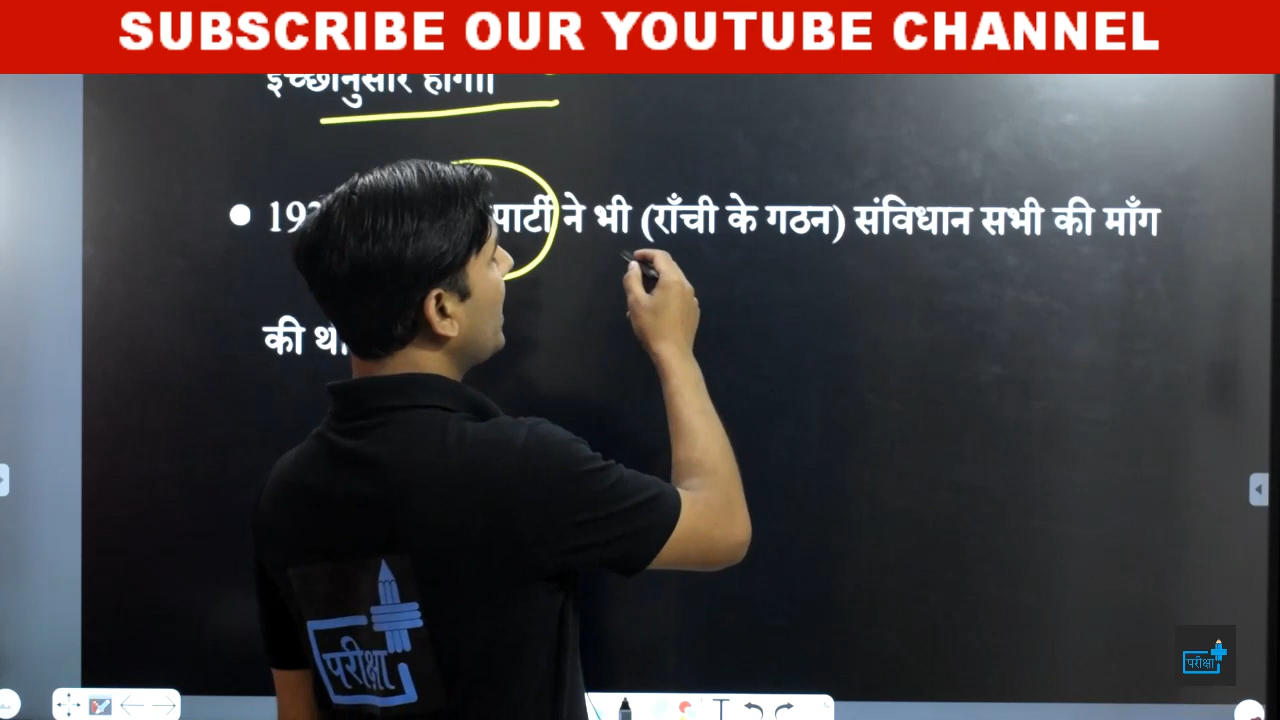 SUBSCRIBE OUR YOUTUBE CHANNEL
इच्छानुसार होगा।
पार्टी ने भी (राँची के गठन) संविधान सभी की माँग
की
परीक्षा
परीक्षा